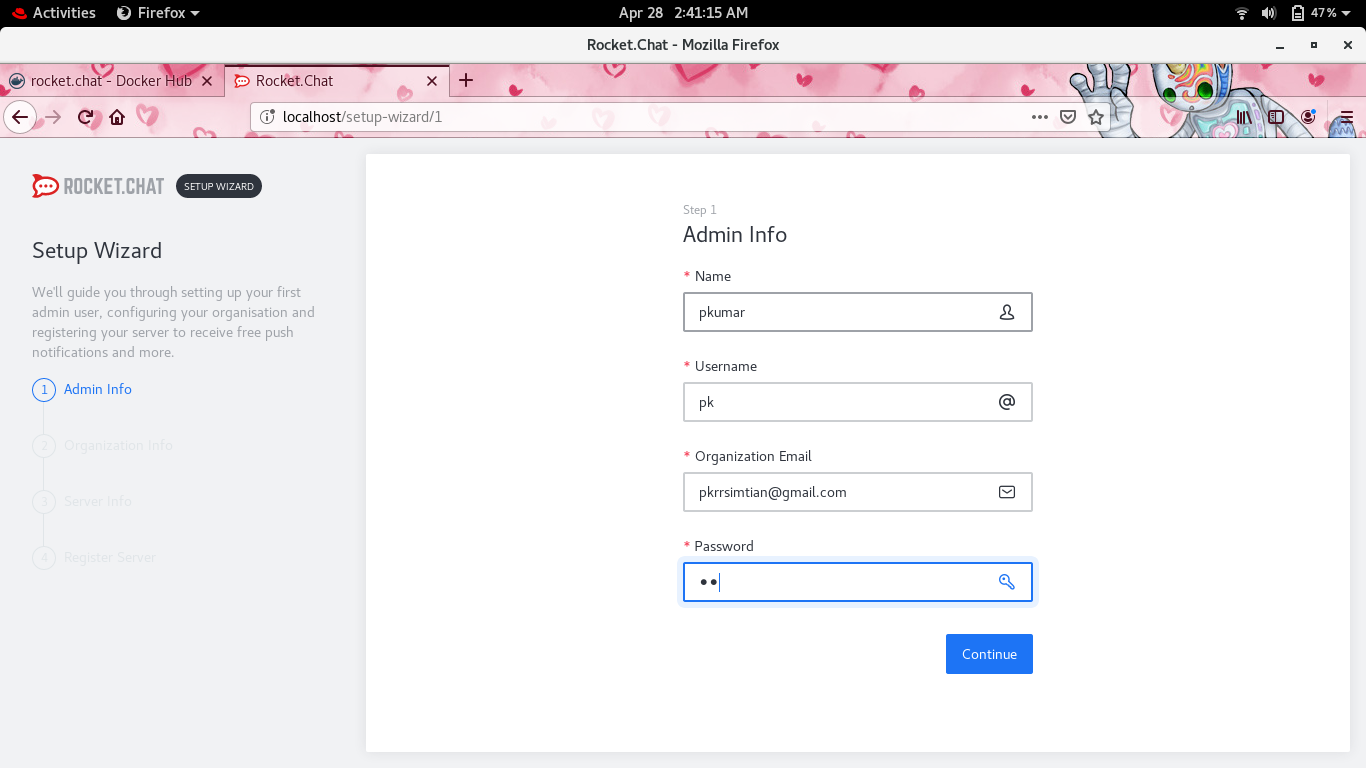 Activities Firefox Apr 28 2:41:15 AM 47%
Rocket.Chat - Mozilla Firefox
rocket.chat - Docker Hub Rocket.Chat
localhost/setup-wizard/1
ROCKET.CHAT SETUP WIZARD
Setup Wizard
We'll guide you through setting up your first
admin user, configuring your organisation and
registering your server to receive free push
notifications and more.
1 Admin Info
2 Organization Info
3 Server Info
4 Register Server
Step 1
Admin Info
* Name
pkumar
* Username
pk
@
* Organization Email
pkrrsimtian@gmail.com
* Password
••
Continue